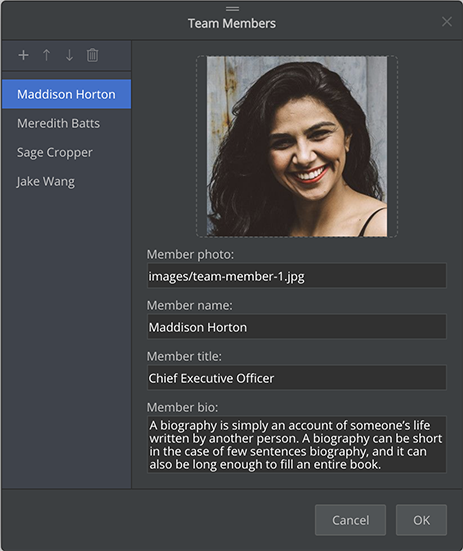 Team Members
Maddison Horton
Meredith Batts
Sage Cropper
Jake Wang
Member photo:
images/team-member-1.jpg
Member name:
Maddison Horton
Member title:
Chief Executive Officer
Member bio:
A biography is simply an account of someone's life
written by another person. A biography can be short
in the case of few sentences biography, and it can
also be long enough to fill an entire book.
Cancel
OK